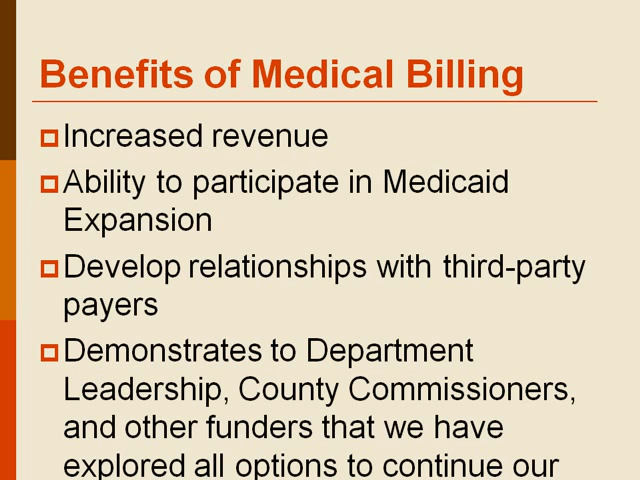 Benefits of Medical Billing
Increased revenue
Ability to participate in Medicaid
Expansion
Develop relationships with third-party
payers
Demonstrates to Department
Leadership, County Commissioners,
and other funders that we have
explored all options to continue our